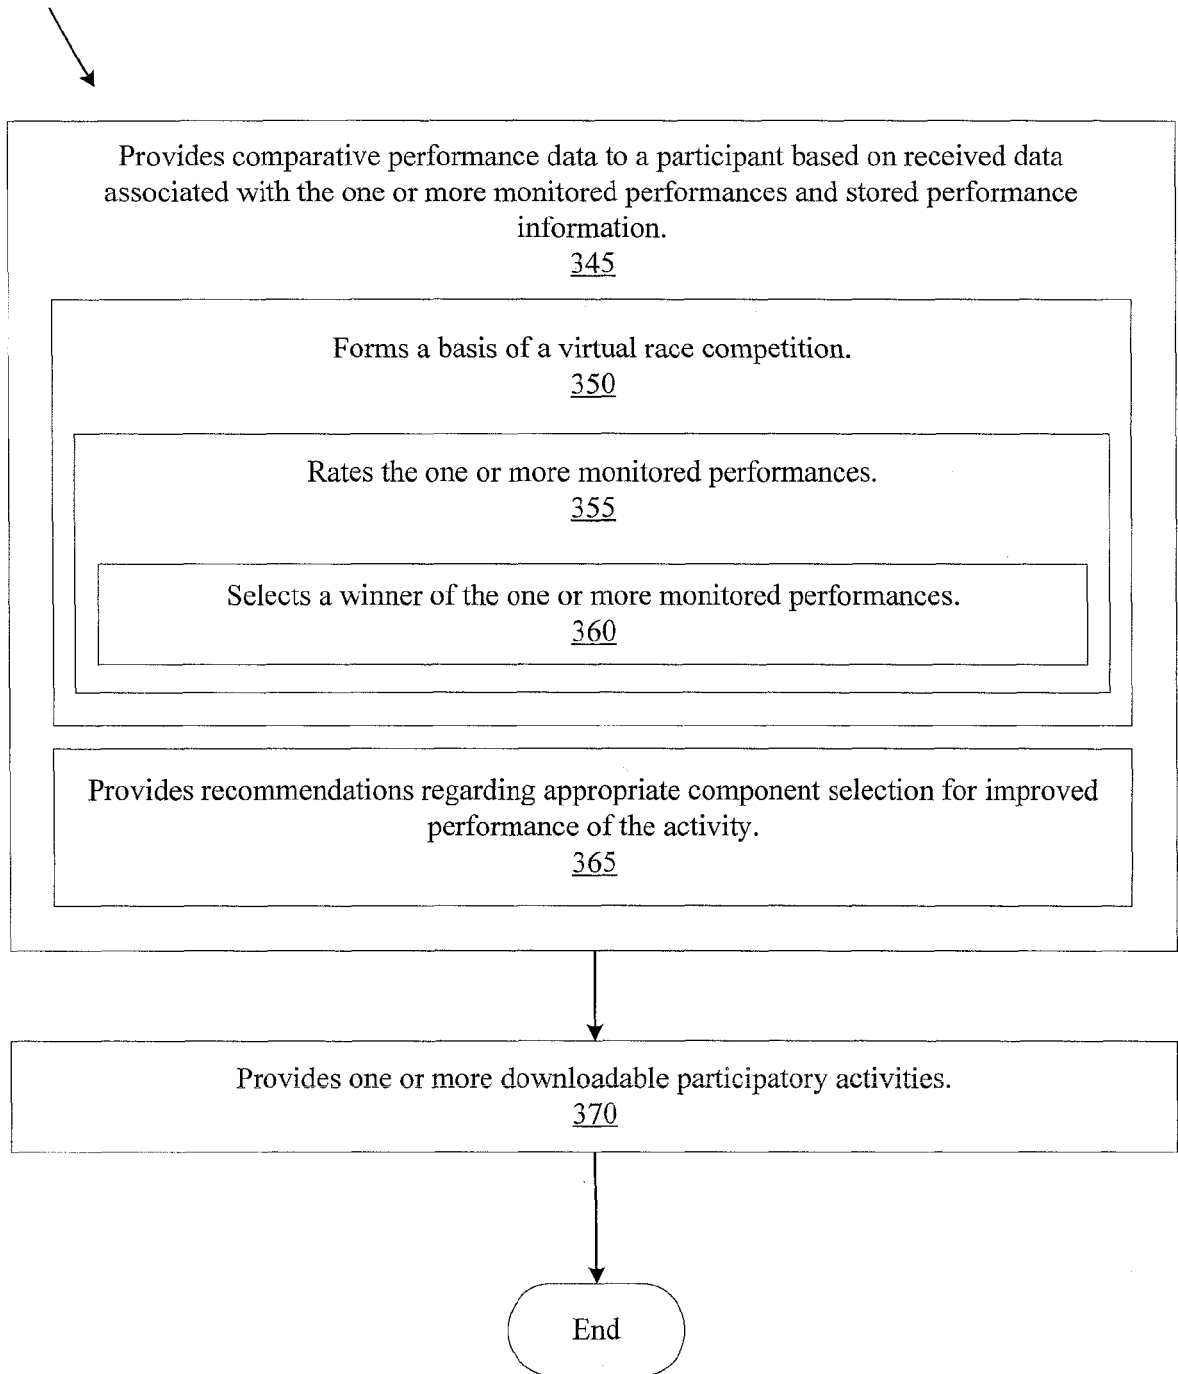 Provides comparative performance data to a participant based on received data
associated with the one or more monitored performances and stored performance
information.
345
Forms a basis of a virtual race competition.
350
Rates the one or more monitored performances.
355
Selects a winner of the one or more monitored performances.
360
Provides recommendations regarding appropriate component selection for improved
performance of the activity.
365
Provides one or more downloadable participatory activities.
370
End